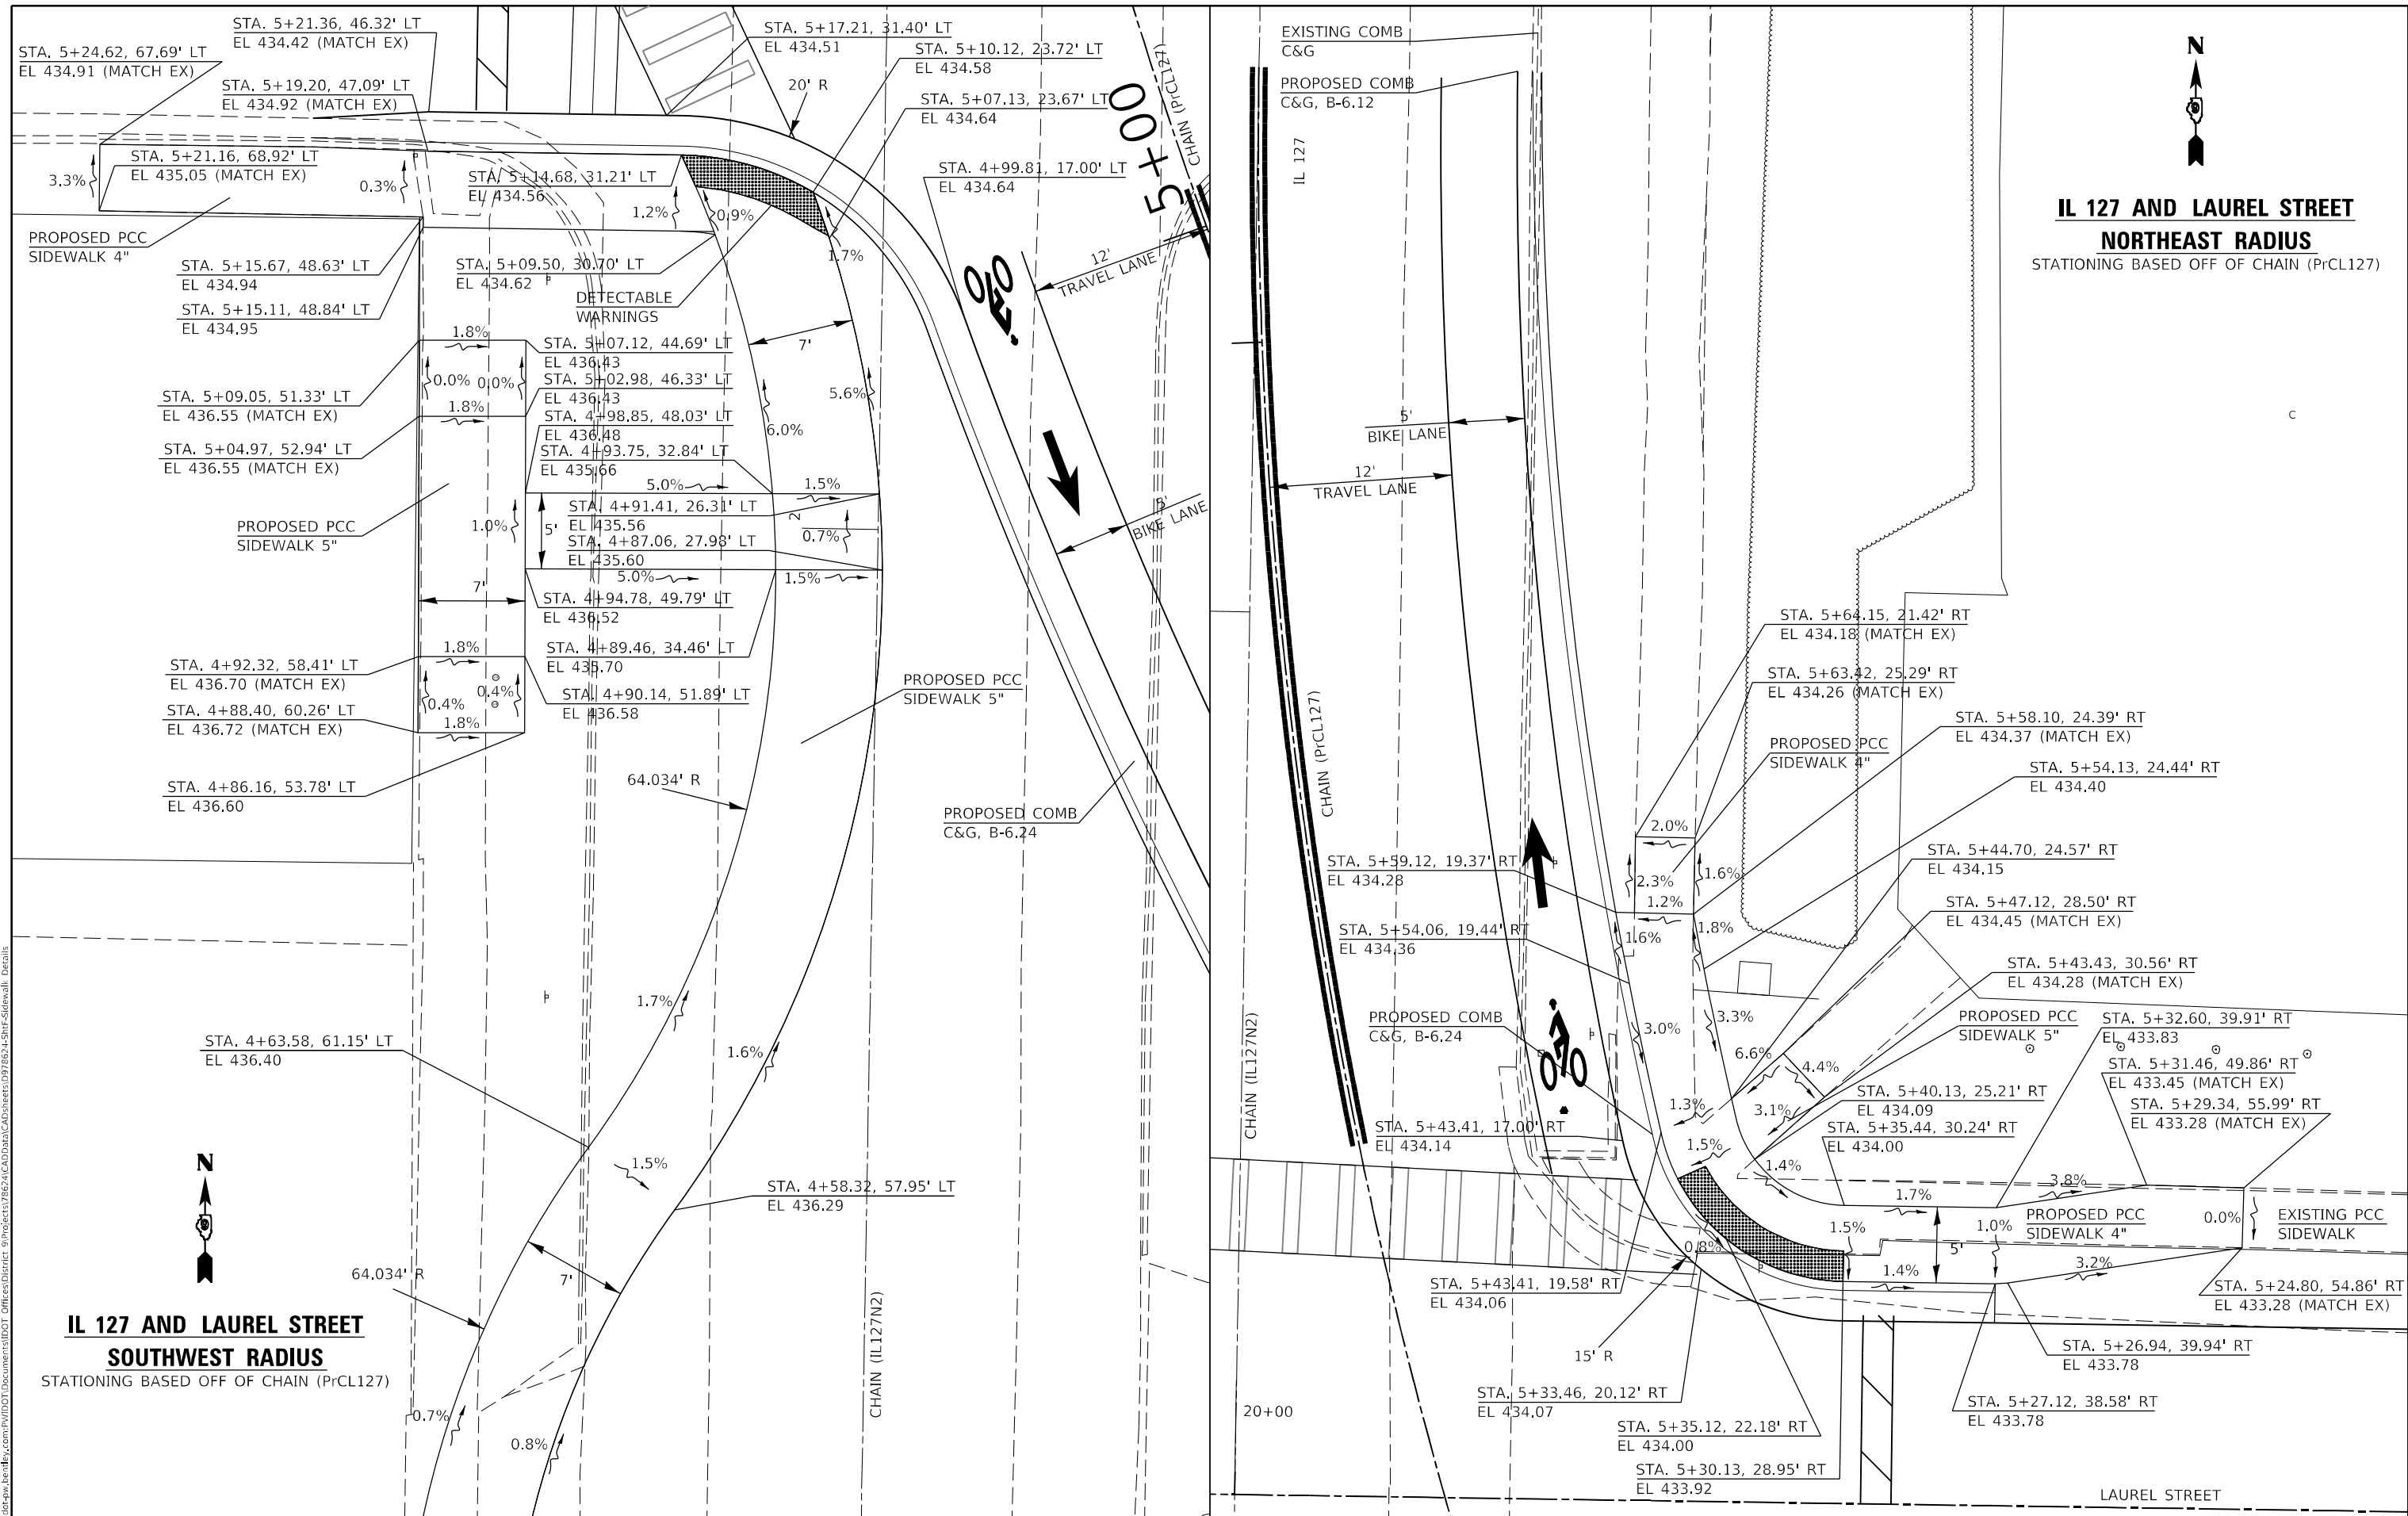 STA. 5+21.36, 46.32' LT
EL 434.42 (MATCH EX)
STA. 5+24.62, 67.69' LT
EL 434.91 (MATCH EX)
STA. 5+19.20, 47.09' LT
EL 434.92 (MATCH EX)
STA. 5+17.21, 31.40' LT
EL 434.51
STA. 5+10.12, 23.72' LT
EL 434.58
20' R
STA. 5+07.13, 23.67' LT
EL 434.64
5+00
CHAIN (PrCL127)
STA. 5+21.16, 68.92' LT
EL 435.05 (MATCH EX)
3.3%
0.3%
STA. 5+14.68, 31.21' LT
EL 434.56
STA. 4+99.81, 17.00' LT
EL 434.64
1.2%
0.9%
1.7%
PROPOSED PCC
SIDEWALK 4"
STA. 5+15.67, 48.63' LT
EL 434.94
STA. 5+09.50, 30.70' LT
EL 434.62
DETECTABLE
WARNINGS
12'
TRAVEL LANE
STA. 5+15.11, 48.84' LT
EL 434.95
1.8%
STA. 5+07.12, 44.69' LT
EL 436.43
7'
0.0%
0.0%
STA. 5+02.98, 46.33' LT
EL 436.43
5.6%
STA. 5+09.05, 51.33' LT
EL 436.55 (MATCH EX)
1.8%
STA. 4+98.85, 48.03' LT
EL 436.48
6.0%
STA. 5+04.97, 52.94' LT
EL 436.55 (MATCH EX)
STA. 4+93.75, 32.84' LT
EL 435.66
5.0%
1.5%
PROPOSED PCC
SIDEWALK 5"
1.0%
5'
STA. 4+91.41, 26.31' LT
EL 435.56
2
0.7%
5'
BIKE LANE
STA. 4+87.06, 27.98' LT
EL 435.60
5.0%
1.5%
7'
STA. 4+94.78, 49.79' LT
EL 436.52
1.8%
STA. 4+89.46, 34.46' LT
EL 435.70
STA. 4+92.32, 58.41' LT
EL 436.70 (MATCH EX)
0.4%
0.4%
STA. 4+90.14, 51.89' LT
EL 436.58
PROPOSED PCC
SIDEWALK 5"
STA. 4+88.40, 60.26' LT
EL 436.72 (MATCH EX)
1.8%
STA. 4+86.16, 53.78' LT
EL 436.60
64.034' R
PROPOSED COMB
C&G, B-6.24
1.7%
STA. 4+63.58, 61.15' LT
EL 436.40
1.6%
1.5%
STA. 4+58.32, 57.95' LT
EL 436.29
N
64.034' R
7'
CHAIN (IL127N2)
IL 127 AND LAUREL STREET
SOUTHWEST RADIUS
STATIONING BASED OFF OF CHAIN (PrCL127)
0.7%
0.8%
EXISTING COMB
C&G
PROPOSED COMB
C&G, B-6.12
IL 127
N
IL 127 AND LAUREL STREET
NORTHEAST RADIUS
STATIONING BASED OFF OF CHAIN (PrCL127)
C
5'
BIKE LANE
12'
TRAVEL LANE
STA. 5+64.15, 21.42' RT
EL 434.18 (MATCH EX)
STA. 5+63.42, 25.29' RT
EL 434.26 (MATCH EX)
CHAIN (PrCL127)
STA. 5+58.10, 24.39' RT
EL 434.37 (MATCH EX)
PROPOSED PCC
SIDEWALK 4"
STA. 5+54.13, 24.44' RT
EL 434.40
2.0%
STA. 5+59.12, 19.37' RT
EL 434.28
2.3%
1.6%
STA. 5+44.70, 24.57' RT
EL 434.15
1.2%
STA. 5+54.06, 19.44' RT
EL 434.36
1.6%
1.8%
STA. 5+47.12, 28.50' RT
EL 434.45 (MATCH EX)
STA. 5+43.43, 30.56' RT
EL 434.28 (MATCH EX)
CHAIN (IL127N2)
PROPOSED COMB
C&G, B-6.24
3.0%
3.3%
PROPOSED PCC
SIDEWALK 5"
STA. 5+32.60, 39.91' RT
EL 433.83
6.6%
4.4%
STA. 5+31.46, 49.86' RT
EL 433.45 (MATCH EX)
1.3%
3.1%
STA. 5+40.13, 25.21' RT
EL 434.09
STA. 5+29.34, 55.99' RT
EL 433.28 (MATCH EX)
STA. 5+43.41, 17.00' RT
EL 434.14
1.5%
STA. 5+35.44, 30.24' RT
EL 434.00
1.4%
1.7%
3.8%
1.5%
1.0%
PROPOSED PCC
SIDEWALK 4"
0.0%
EXISTING PCC
SIDEWALK
0.8%
5'
1.4%
3.2%
STA. 5+43.41, 19.58' RT
EL 434.06
STA. 5+24.80, 54.86' RT
EL 433.28 (MATCH EX)
15' R
STA. 5+26.94, 39.94' RT
EL 433.78
STA. 5+33.46, 20.12' RT
EL 434.07
STA. 5+27.12, 38.58' RT
EL 433.78
20+00
STA. 5+35.12, 22.18' RT
EL 434.00
STA. 5+30.13, 28.95' RT
EL 433.92
LAUREL STREET